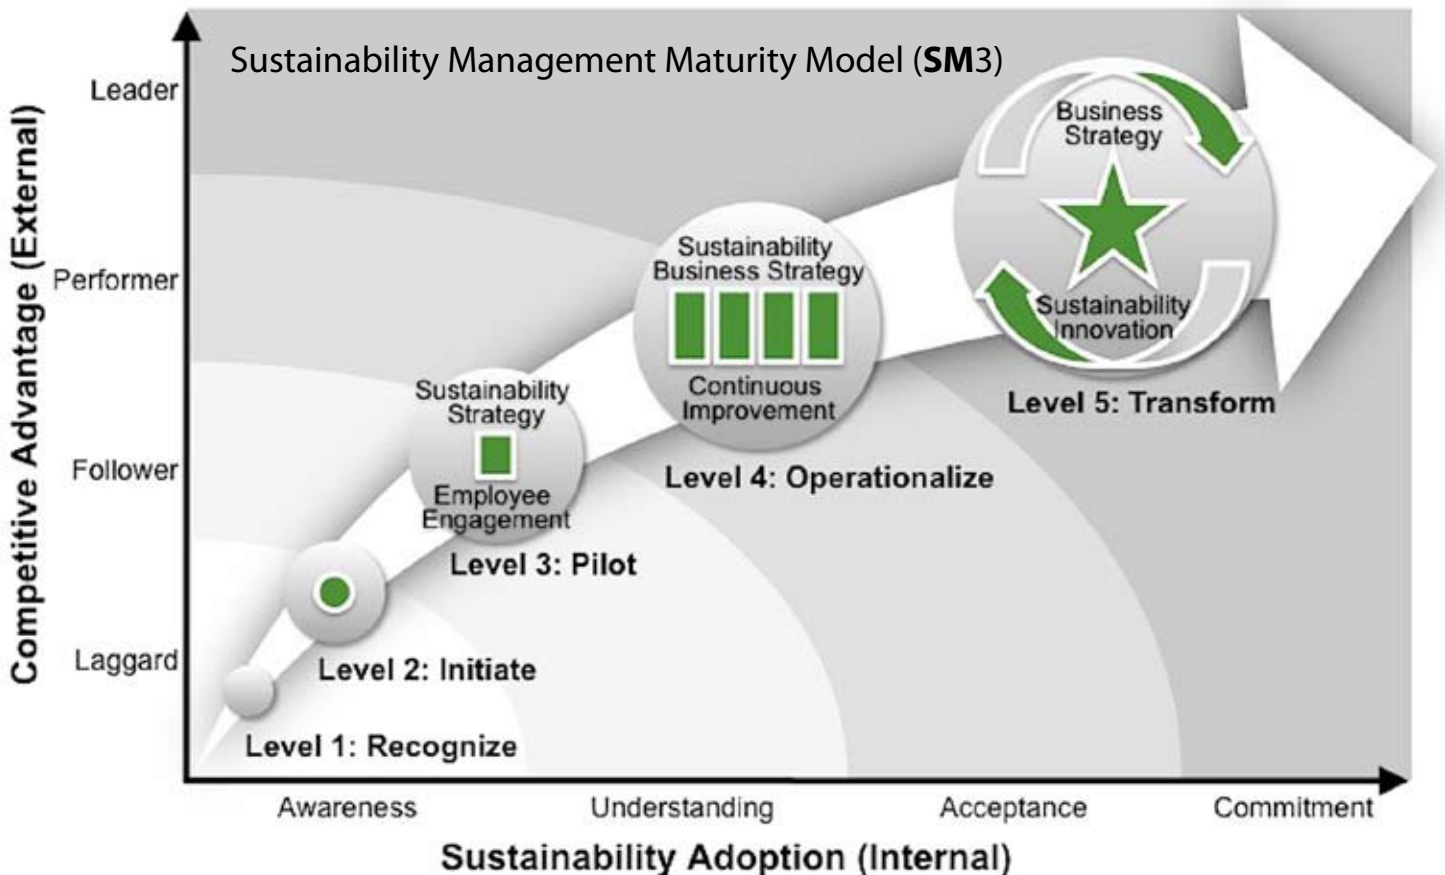 Sustainability Management Maturity Model (SM3)
Competitive Advantage (External)
Leader
Performer
Follower
Laggard
Business
Strategy
Sustainability
Innovation
Level 5: Transform
Sustainability
Business Strategy
Continuous
Improvement
Level 4: Operationalize
Sustainability
Strategy
Employee
Engagement
Level 3: Pilot
Level 2: Initiate
Level 1: Recognize
Awareness
Understanding
Acceptance
Commitment
Sustainability Adoption (Internal)